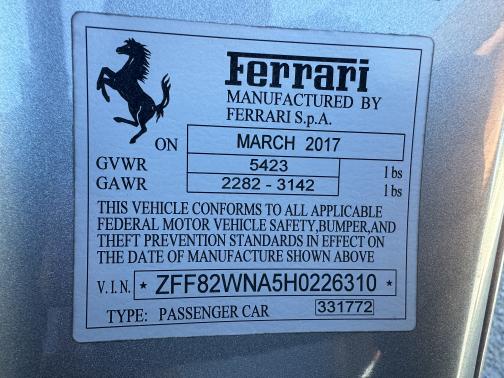 Ferrari
MANUFACTURED BY
FERRARI S.p.A.
ON MARCH 2017
GVWR 5423 lbs
GAWR 2282 - 3142 lbs
THIS VEHICLE CONFORMS TO ALL APPLICABLE
FEDERAL MOTOR VEHICLE SAFETY,BUMPER,AND
THEFT PREVENTION STANDARDS IN EFFECT ON
THE DATE OF MANUFACTURE SHOWN ABOVE
V.I.N. * ZFF82WNA5H0226310 *
TYPE: PASSENGER CAR 331772